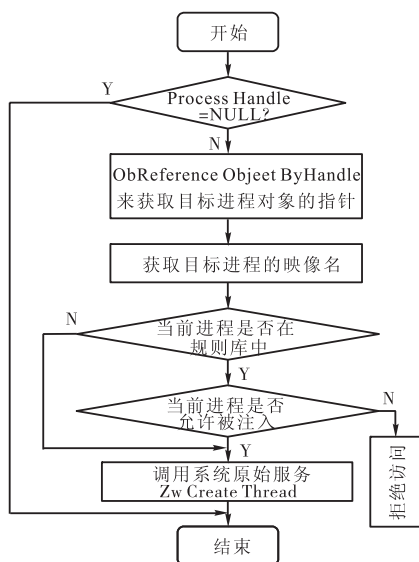 开始
Y
Process Handle
=NULL?
N
ObReference Objeet ByHandle
来获取目标进程对象的指针
获取目标进程的映像名
N
当前进程是否在
规则库中
Y
当前进程是否
允许被注入
N
Y
拒绝访问
调用系统原始服务
Zw Create Thread
结束